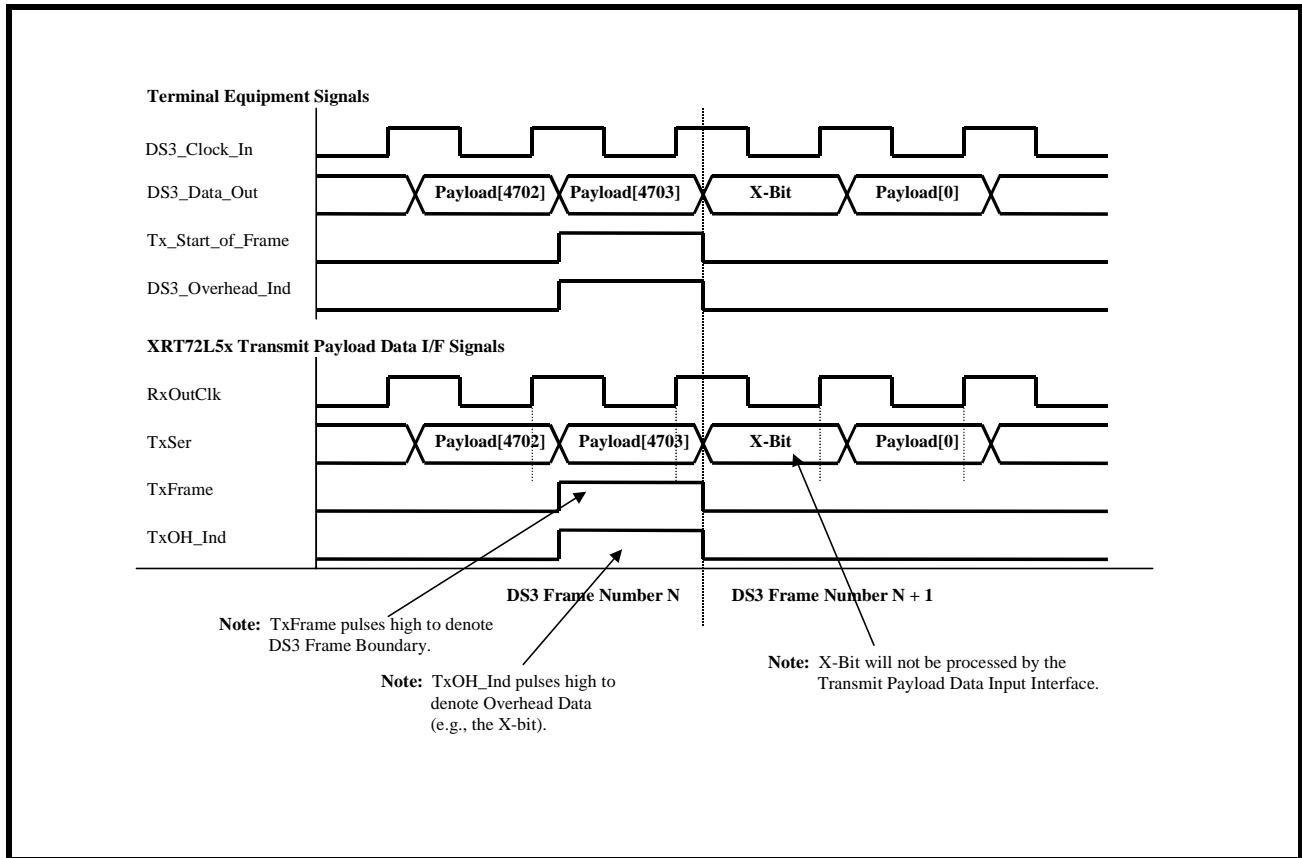 Terminal Equipment Signals
DS3_Clock_In
DS3_Data_Out
Payload[4702] Payload[4703] X-Bit Payload[0]
Tx_Start_of_Frame
DS3_Overhead_Ind
XRT72L5x Transmit Payload Data I/F Signals
RxOutClk
TxSer
Payload[4702] Payload[4703] X-Bit Payload[0]
TxFrame
TxOH_Ind
DS3 Frame Number N DS3 Frame Number N + 1
Note: TxFrame pulses high to denote
DS3 Frame Boundary.
Note: TxOH_Ind pulses high to
denote Overhead Data
(e.g., the X-bit).
Note: X-Bit will not be processed by the
Transmit Payload Data Input Interface.